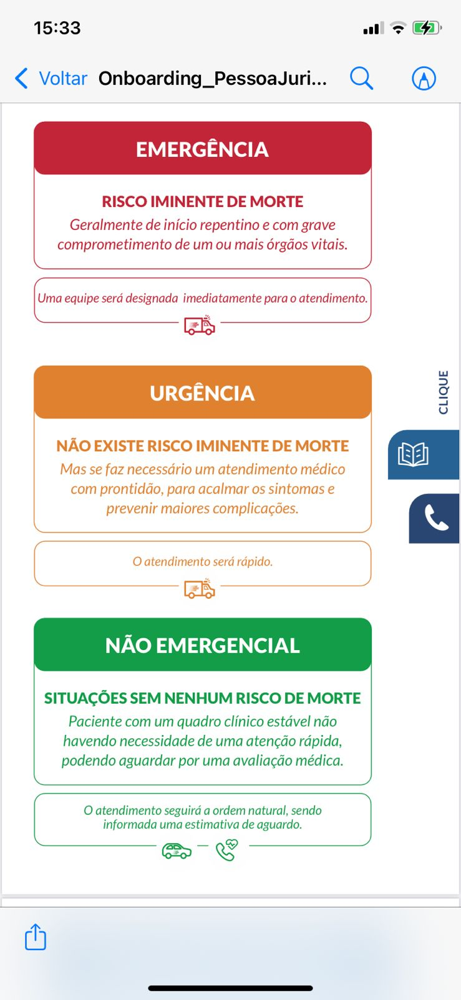 15:33
Voltar Onboarding_PessoaJuri...
EMERGÊNCIA
RISCO IMINENTE DE MORTE
Geralmente de início repentino e com grave
comprometimento de um ou mais órgãos vitais.
Uma equipe será designada imediatamente para o atendimento.
URGÊNCIA
NÃO EXISTE RISCO IMINENTE DE MORTE
Mas se faz necessário um atendimento médico
com prontidão, para acalmar os sintomas e
prevenir maiores complicações.
O atendimento será rápido.
CLIQUE
NÃO EMERGENCIAL
SITUAÇÕES SEM NENHUM RISCO DE MORTE
Paciente com um quadro clínico estável não
havendo necessidade de uma atenção rápida,
podendo aguardar por uma avaliação médica.
O atendimento seguirá a ordem natural, sendo
informada uma estimativa de aguardo.